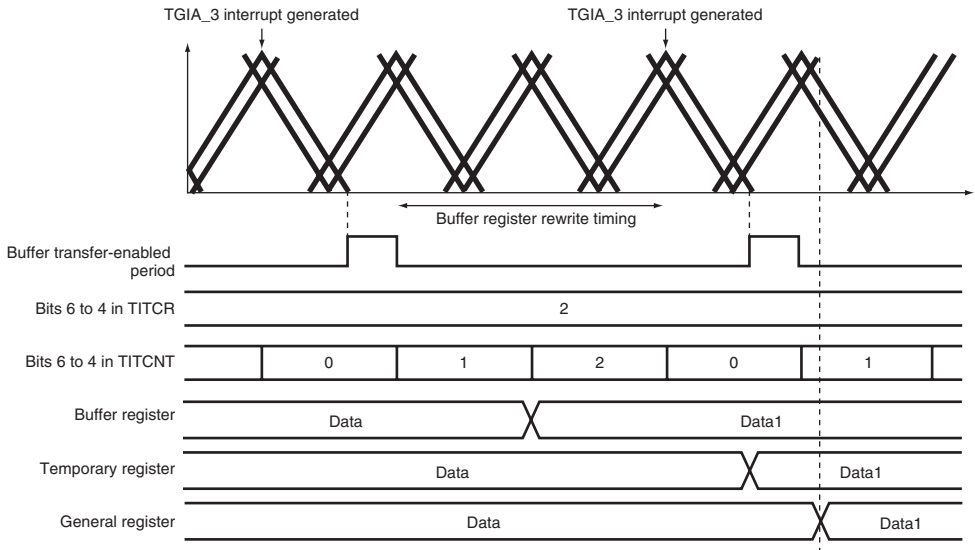 TGIA_3 interrupt generated
TGIA_3 interrupt generated
Buffer register rewrite timing
Buffer transfer-enabled
period
Bits 6 to 4 in TITCR
2
Bits 6 to 4 in TITCNT
0
1
2
0
1
Buffer register
Data
Data1
Temporary register
Data
Data1
General register
Data
Data1